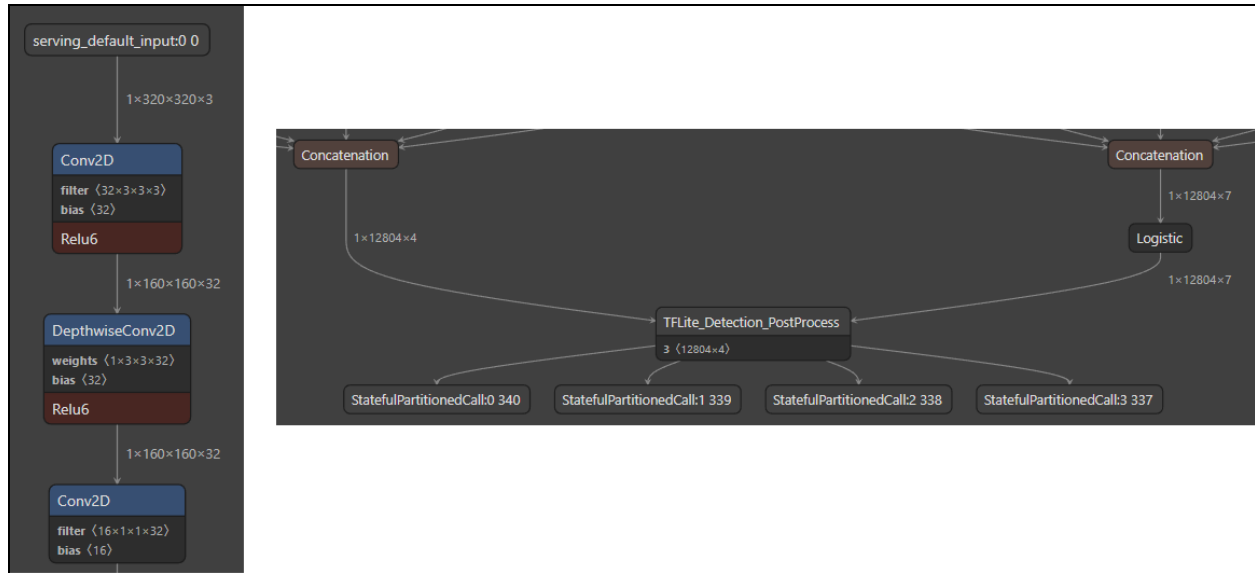 serving_default_input:0 0
1×320×320×3
Conv2D
filter ⟨32×3×3×3⟩
bias ⟨32⟩
Relu6
1×160×160×32
DepthwiseConv2D
weights ⟨1×3×3×32⟩
bias ⟨32⟩
Relu6
1×160×160×32
Conv2D
filter ⟨16×1×1×32⟩
bias ⟨16⟩
Concatenation
Concatenation
1×12804×7
1×12804×4
Logistic
1×12804×7
TFLite_Detection_PostProcess
3 ⟨12804×4⟩
StatefulPartitionedCall:0 340
StatefulPartitionedCall:1 339
StatefulPartitionedCall:2 338
StatefulPartitionedCall:3 337